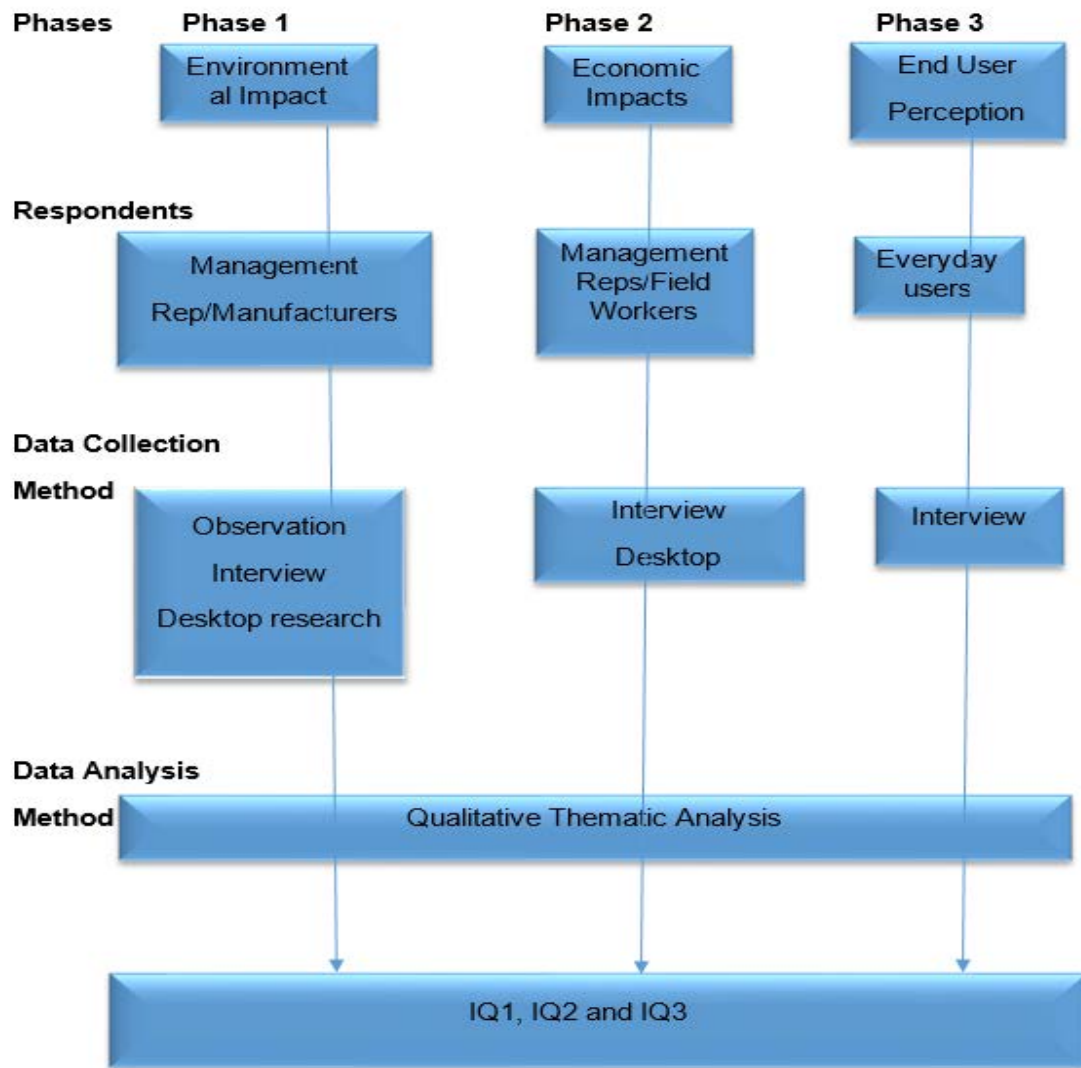 Phases Phase 1 Phase 2 Phase 3
Environment
al Impact
Economic
Impacts
End User
Perception
Respondents
Management
Rep/Manufacturers
Management
Reps/Field
Workers
Everyday
users
Data Collection
Method
Observation
Interview
Desktop research
Interview
Desktop
Interview
Data Analysis
Method
Qualitative Thematic Analysis
IQ1, IQ2 and IQ3